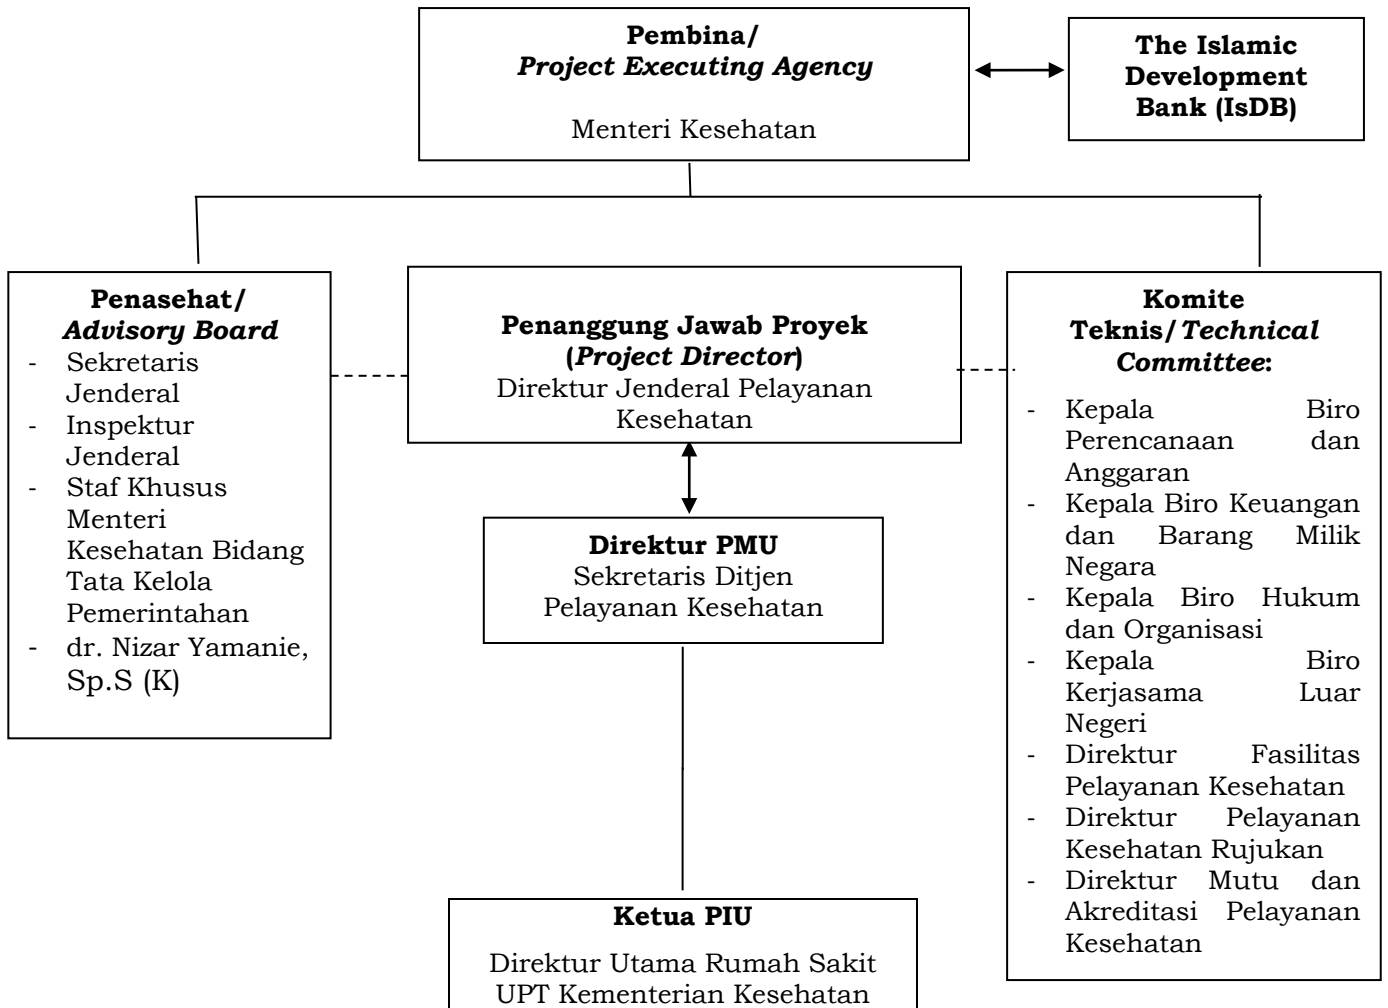 Pembina/
Project Executing Agency
Menteri Kesehatan
The Islamic
Development
Bank (IsDB)
Penasehat/
Advisory Board
- Sekretaris
Jenderal
- Inspektur
Jenderal
- Staf Khusus
Menteri
Kesehatan Bidang
Tata Kelola
Pemerintahan
- dr. Nizar Yamanie,
Sp.S (K)
Penanggung Jawab Proyek
(Project Director)
Direktur Jenderal Pelayanan
Kesehatan
Direktur PMU
Sekretaris Ditjen
Pelayanan Kesehatan
Ketua PIU
Direktur Utama Rumah Sakit
UPT Kementerian Kesehatan
Komite
Teknis/Technical
Committee:
- Kepala Biro
Perencanaan dan
Anggaran
- Kepala Biro Keuangan
dan Barang Milik
Negara
- Kepala Biro Hukum
dan Organisasi
- Kepala Biro
Kerjasama Luar
Negeri
- Direktur Fasilitas
Pelayanan Kesehatan
- Direktur Pelayanan
Kesehatan Rujukan
- Direktur Mutu dan
Akreditasi Pelayanan
Kesehatan